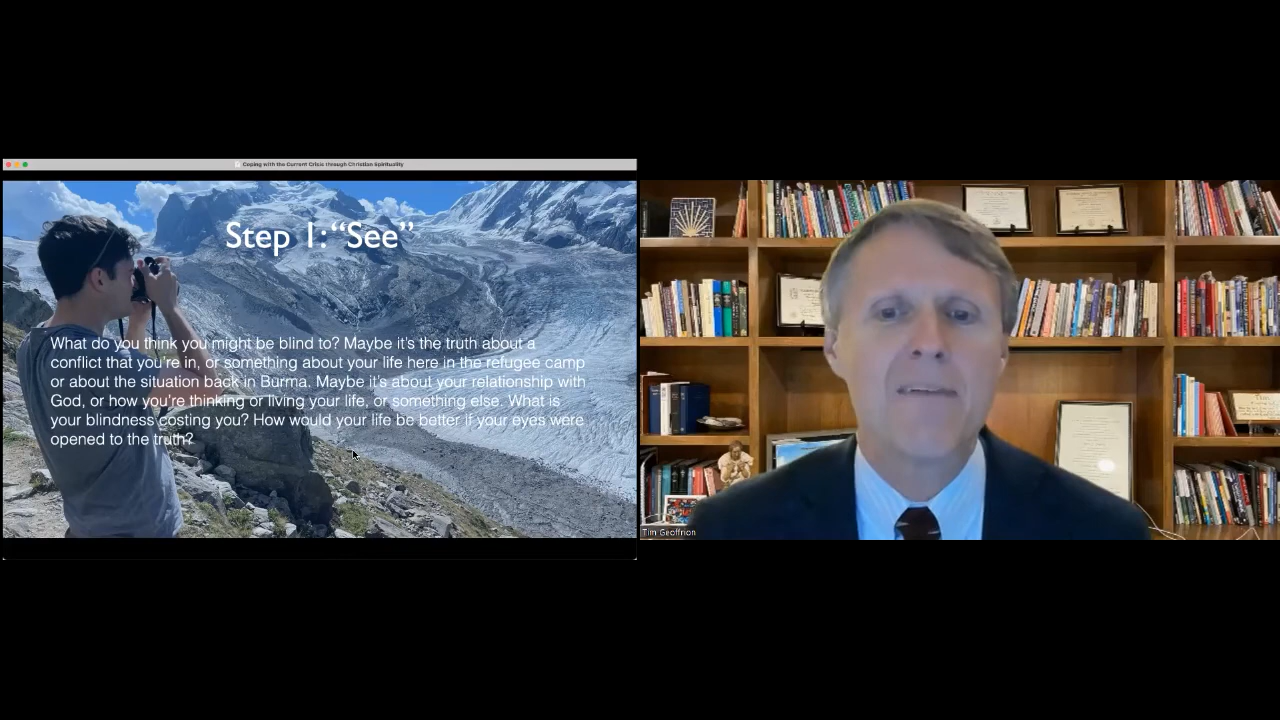 Coping with the Current Crisis through Christian Spirituality
Step 1: “See”
What do you think you might be blind to? Maybe it’s the truth about a
conflict that you’re in, or something about your life here in the refugee camp
or about the situation back in Burma. Maybe it’s about your relationship with
God, or how you’re thinking or living your life, or something else. What is
your blindness costing you? How would your life be better if your eyes were
opened to the truth?
Tim Geoffrion